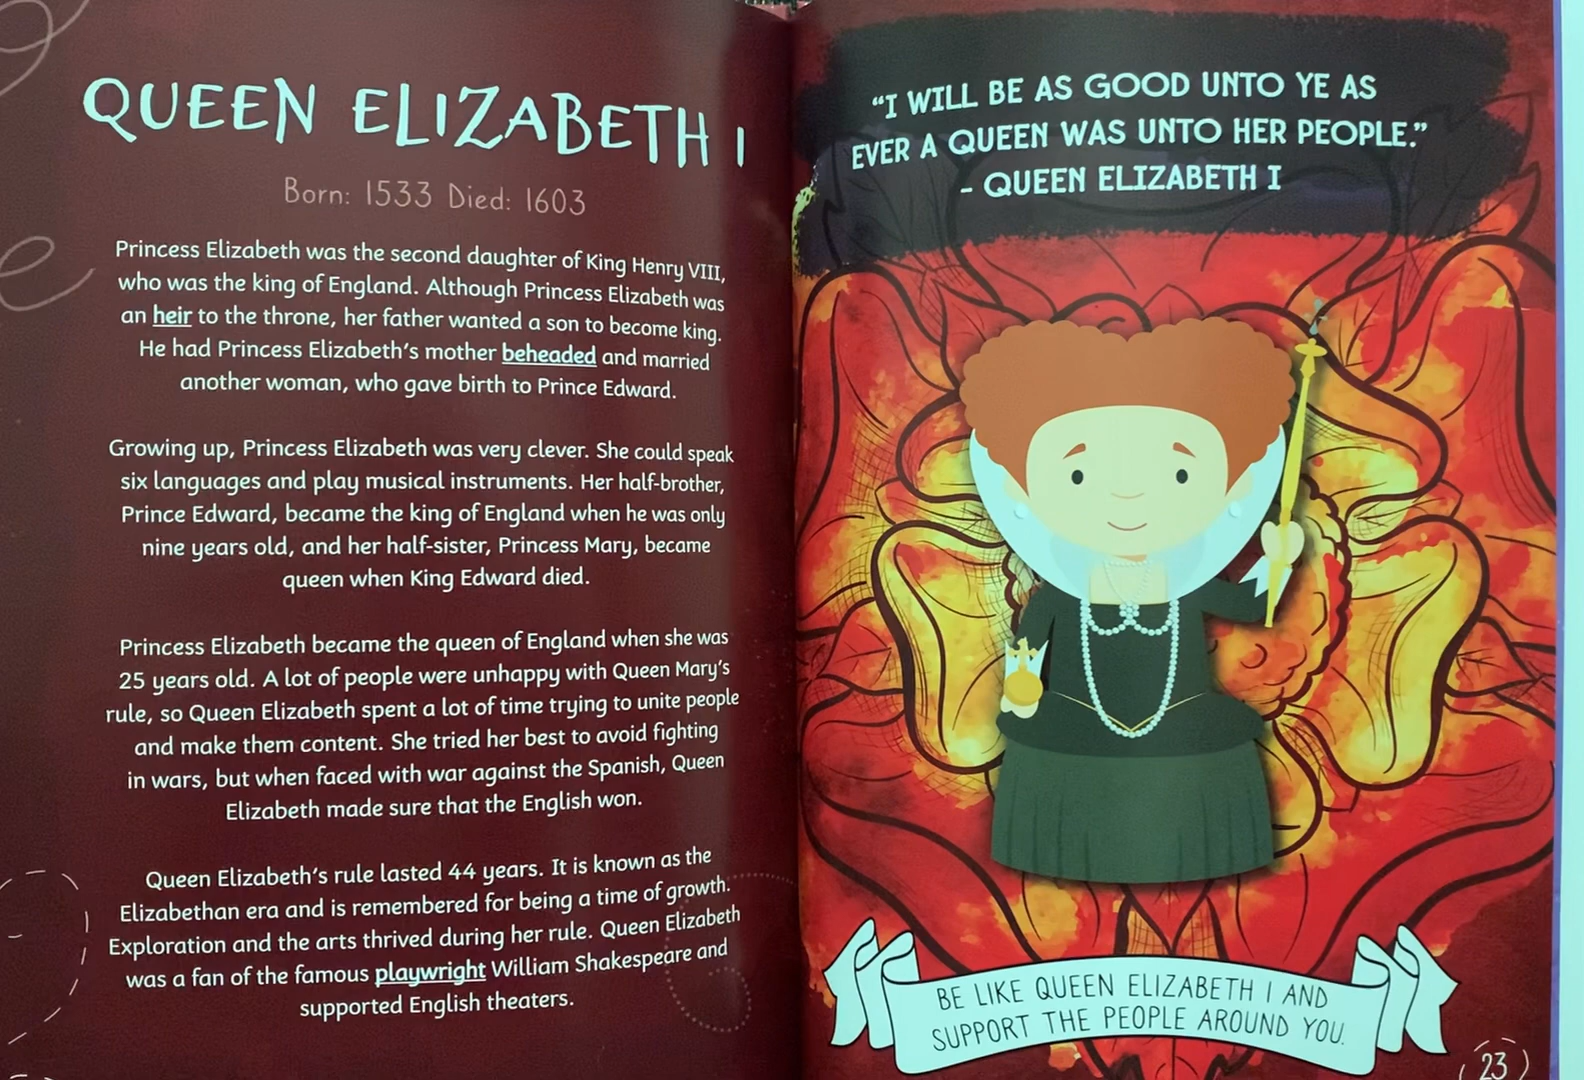 QUEEN ELIZABETH I
Born: 1533 Died: 1603
Princess Elizabeth was the second daughter of King Henry VIII,
who was the king of England. Although Princess Elizabeth was
an heir to the throne, her father wanted a son to become king.
He had Princess Elizabeth's mother beheaded and married
another woman, who gave birth to Prince Edward.
Growing up, Princess Elizabeth was very clever. She could speak
six languages and play musical instruments. Her half-brother,
Prince Edward, became the king of England when he was only
nine years old, and her half-sister, Princess Mary, became
queen when King Edward died.
Princess Elizabeth became the queen of England when she was
25 years old. A lot of people were unhappy with Queen Mary's
rule, so Queen Elizabeth spent a lot of time trying to unite people
and make them content. She tried her best to avoid fighting
in wars, but when faced with war against the Spanish, Queen
Elizabeth made sure that the English won.
Queen Elizabeth's rule lasted 44 years. It is known as the
Elizabethan era and is remembered for being a time of growth.
Exploration and the arts thrived during her rule. Queen Elizabeth
was a fan of the famous playwright William Shakespeare and
supported English theaters.
"I WILL BE AS GOOD UNTO YE AS
EVER A QUEEN WAS UNTO HER PEOPLE."
- QUEEN ELIZABETH I
BE LIKE QUEEN ELIZABETH I AND
SUPPORT THE PEOPLE AROUND YOU.
23